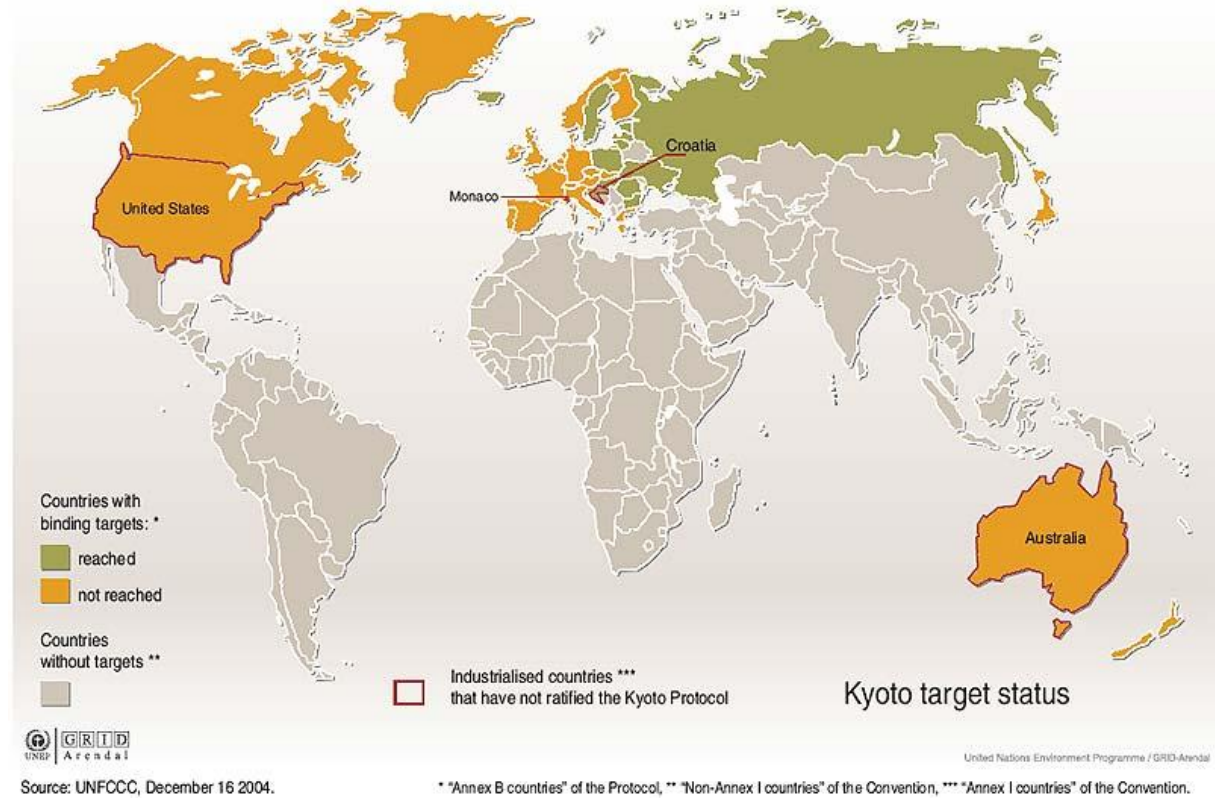 Croatia
Monaco
United States
Countries with
binding targets: *
reached
not reached
Countries
without targets **
Australia
Industrialised countries ***
that have not ratified the Kyoto Protocol
Kyoto target status
UNEP
GRID
Arendal
United Nations Environment Programme / GRID-Arendal
Source: UNFCCC, December 16 2004.
* "Annex B countries" of the Protocol, ** "Non-Annex I countries" of the Convention, *** "Annex I countries" of the Convention.